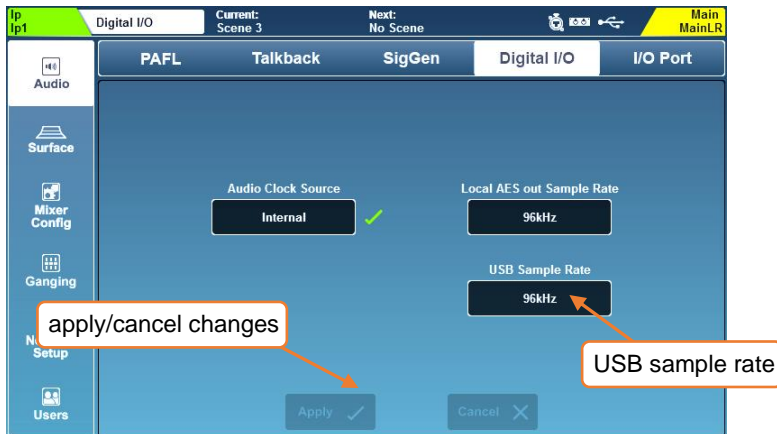 Ip
Ip1
Digital I/O
Current:
Scene 3
Next:
No Scene
Main
MainLR
Audio
PAFL
Talkback
SigGen
Digital I/O
I/O Port
Surface
Mixer
Config
Ganging
Setup
Users
Audio Clock Source
Internal
Local AES out Sample Rate
96kHz
USB Sample Rate
96kHz
apply/cancel changes
USB sample rate
Apply
Cancel